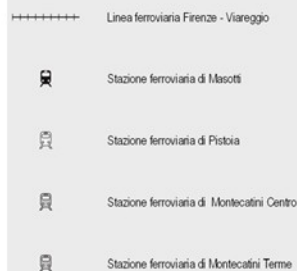 Linea ferroviaria Firenze - Viareggio
Stazione ferroviaria di Masotti
Stazione ferroviaria di Pistoia
Stazione ferroviaria di Montecatini Centro
Stazione ferroviaria di Montecatini Terme